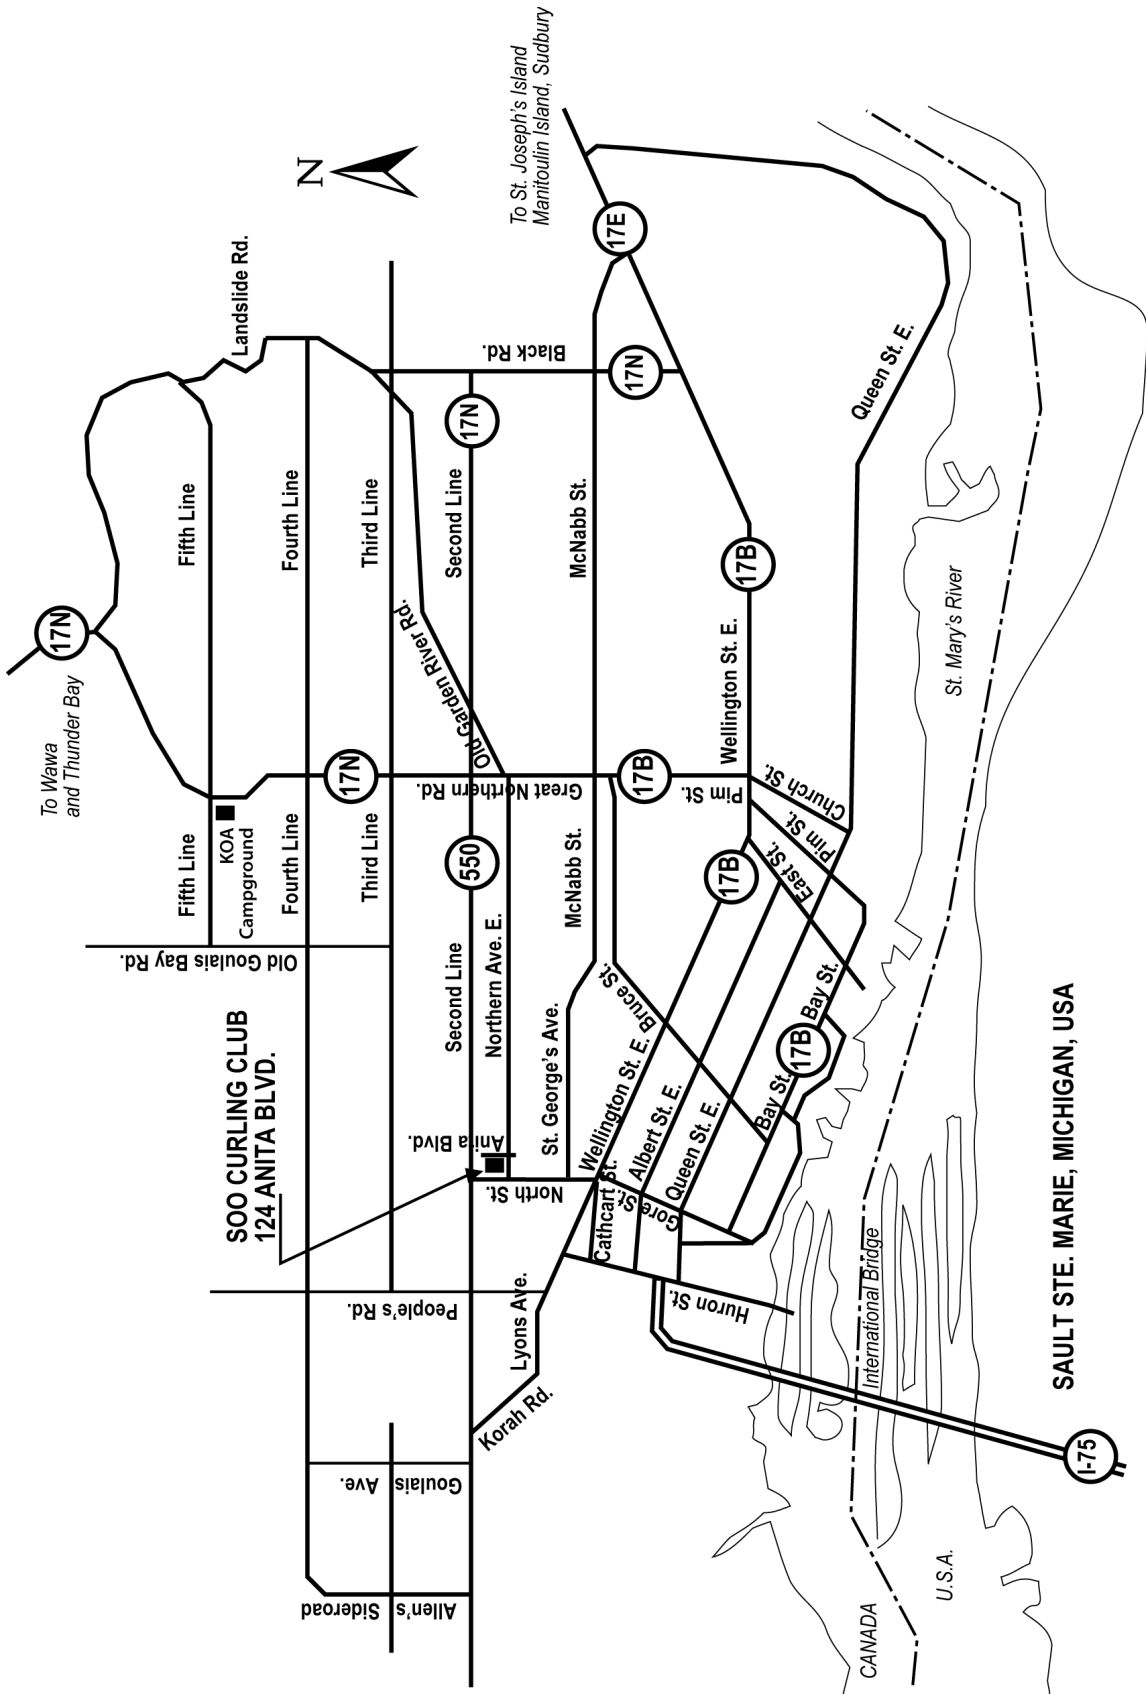 To Wawa
and Thunder Bay
17N
To St. Joseph's Island
Manitoulin Island, Sudbury
N
Landslide Rd.
Fifth Line
Fifth Line
KOA
Campground
Fourth Line
Fourth Line
Third Line
Third Line
17N
Old Goulais Bay Rd.
SOO CURLING CLUB
124 ANITA BLVD.
Old Garden River Rd.
Great Northern Rd.
Second Line
Second Line
550
17N
Black Rd.
17N
17E
Northern Ave. E.
Anita Blvd.
North St.
People's Rd.
Goulais
Ave.
Allen's
Sideroad
Korah Rd.
Lyons Ave.
St. George's Ave.
McNabb St.
McNabb St.
17B
Pim St.
Wellington St. E.
17B
17B
Bruce St.
Wellington St. E.
Cathcart St.
Albert St. E.
Gore St.
Queen St. E.
Huron St.
East St.
Pim St.
Church St.
Bay St.
17B
Bay St.
Queen St. E.
St. Mary's River
International Bridge
CANADA
U.S.A.
I-75
SAULT STE. MARIE, MICHIGAN, USA